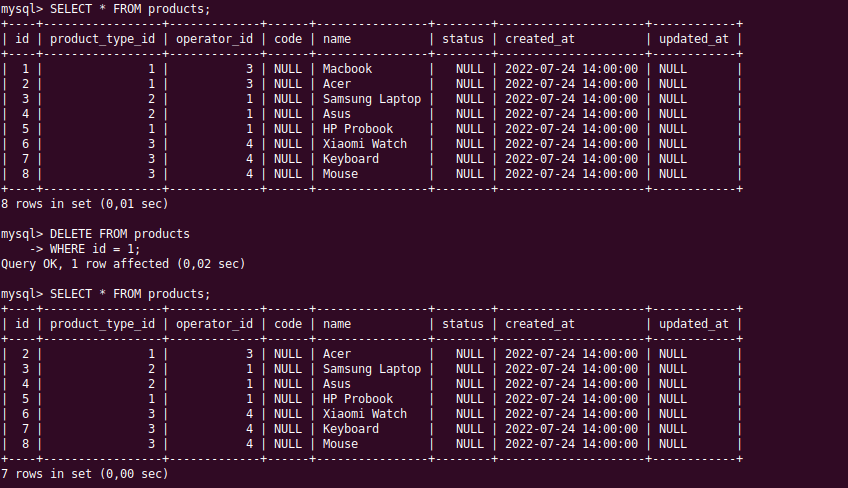 mysql> SELECT * FROM products;
+----+-----------------+-------------+------+----------------+--------+---------------------+------------+
| id | product_type_id | operator_id | code | name           | status | created_at          | updated_at |
+----+-----------------+-------------+------+----------------+--------+---------------------+------------+
|  1 |               1 |           3 | NULL | Macbook        |   NULL | 2022-07-24 14:00:00 | NULL       |
|  2 |               1 |           3 | NULL | Acer           |   NULL | 2022-07-24 14:00:00 | NULL       |
|  3 |               2 |           1 | NULL | Samsung Laptop |   NULL | 2022-07-24 14:00:00 | NULL       |
|  4 |               2 |           1 | NULL | Asus           |   NULL | 2022-07-24 14:00:00 | NULL       |
|  5 |               1 |           1 | NULL | HP Probook     |   NULL | 2022-07-24 14:00:00 | NULL       |
|  6 |               3 |           4 | NULL | Xiaomi Watch   |   NULL | 2022-07-24 14:00:00 | NULL       |
|  7 |               3 |           4 | NULL | Keyboard       |   NULL | 2022-07-24 14:00:00 | NULL       |
|  8 |               3 |           4 | NULL | Mouse          |   NULL | 2022-07-24 14:00:00 | NULL       |
+----+-----------------+-------------+------+----------------+--------+---------------------+------------+
8 rows in set (0,01 sec)

mysql> DELETE FROM products
    -> WHERE id = 1;
Query OK, 1 row affected (0,02 sec)

mysql> SELECT * FROM products;
+----+-----------------+-------------+------+----------------+--------+---------------------+------------+
| id | product_type_id | operator_id | code | name           | status | created_at          | updated_at |
+----+-----------------+-------------+------+----------------+--------+---------------------+------------+
|  2 |               1 |           3 | NULL | Acer           |   NULL | 2022-07-24 14:00:00 | NULL       |
|  3 |               2 |           1 | NULL | Samsung Laptop |   NULL | 2022-07-24 14:00:00 | NULL       |
|  4 |               2 |           1 | NULL | Asus           |   NULL | 2022-07-24 14:00:00 | NULL       |
|  5 |               1 |           1 | NULL | HP Probook     |   NULL | 2022-07-24 14:00:00 | NULL       |
|  6 |               3 |           4 | NULL | Xiaomi Watch   |   NULL | 2022-07-24 14:00:00 | NULL       |
|  7 |               3 |           4 | NULL | Keyboard       |   NULL | 2022-07-24 14:00:00 | NULL       |
|  8 |               3 |           4 | NULL | Mouse          |   NULL | 2022-07-24 14:00:00 | NULL       |
+----+-----------------+-------------+------+----------------+--------+---------------------+------------+
7 rows in set (0,00 sec)